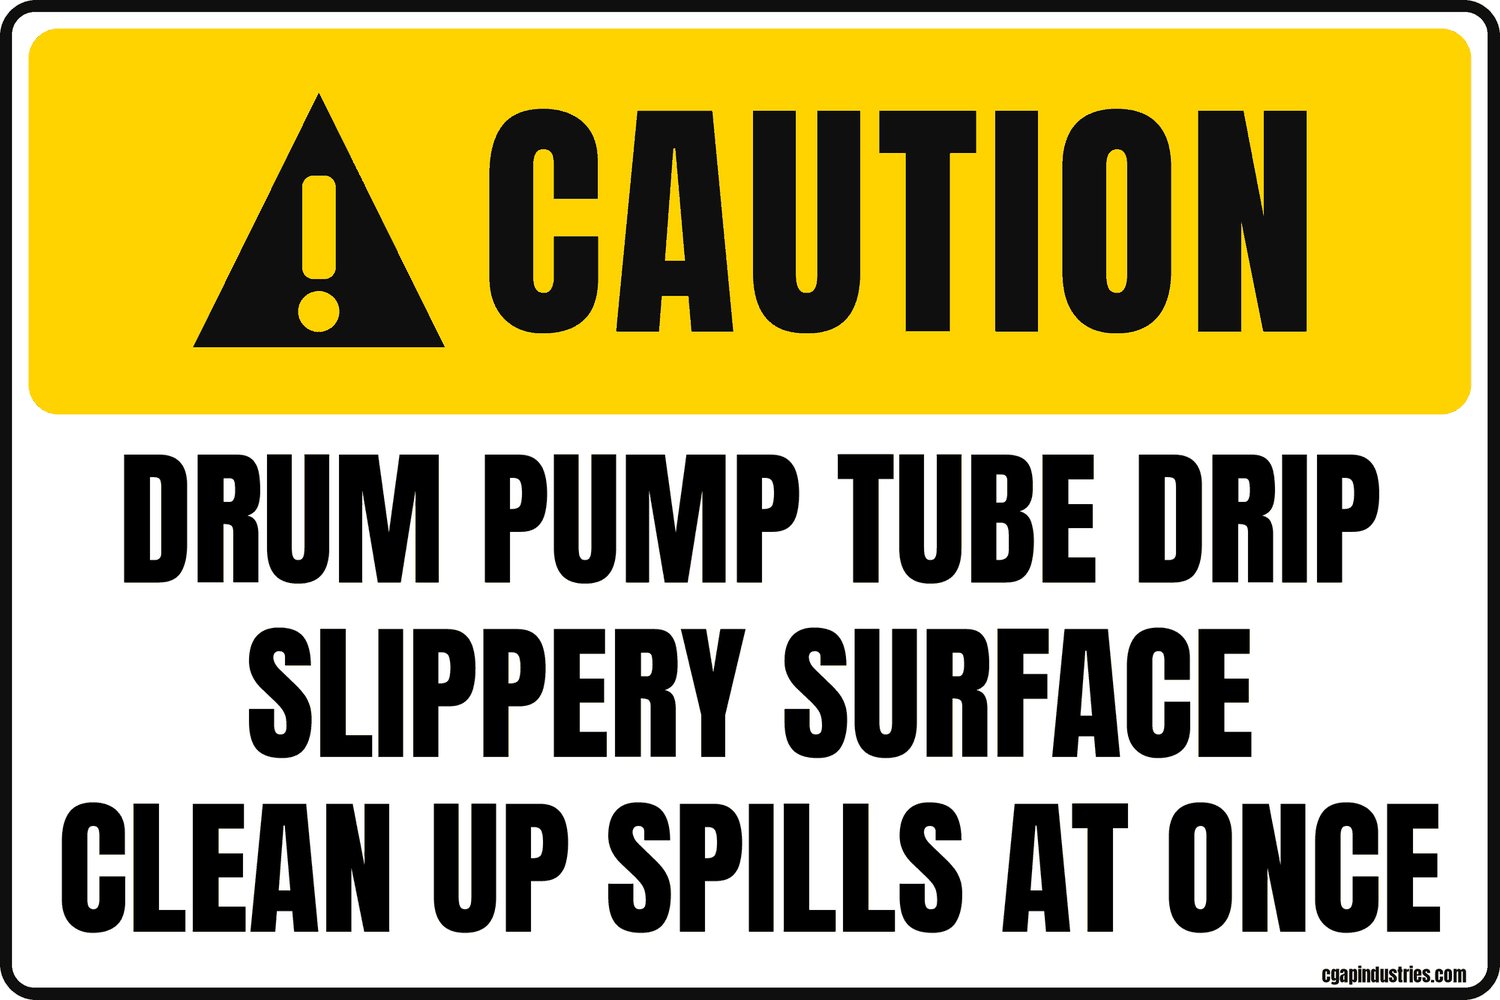 CAUTION
DRUM PUMP TUBE DRIP
SLIPPERY SURFACE
CLEAN UP SPILLS AT ONCE
cgapindustries.com